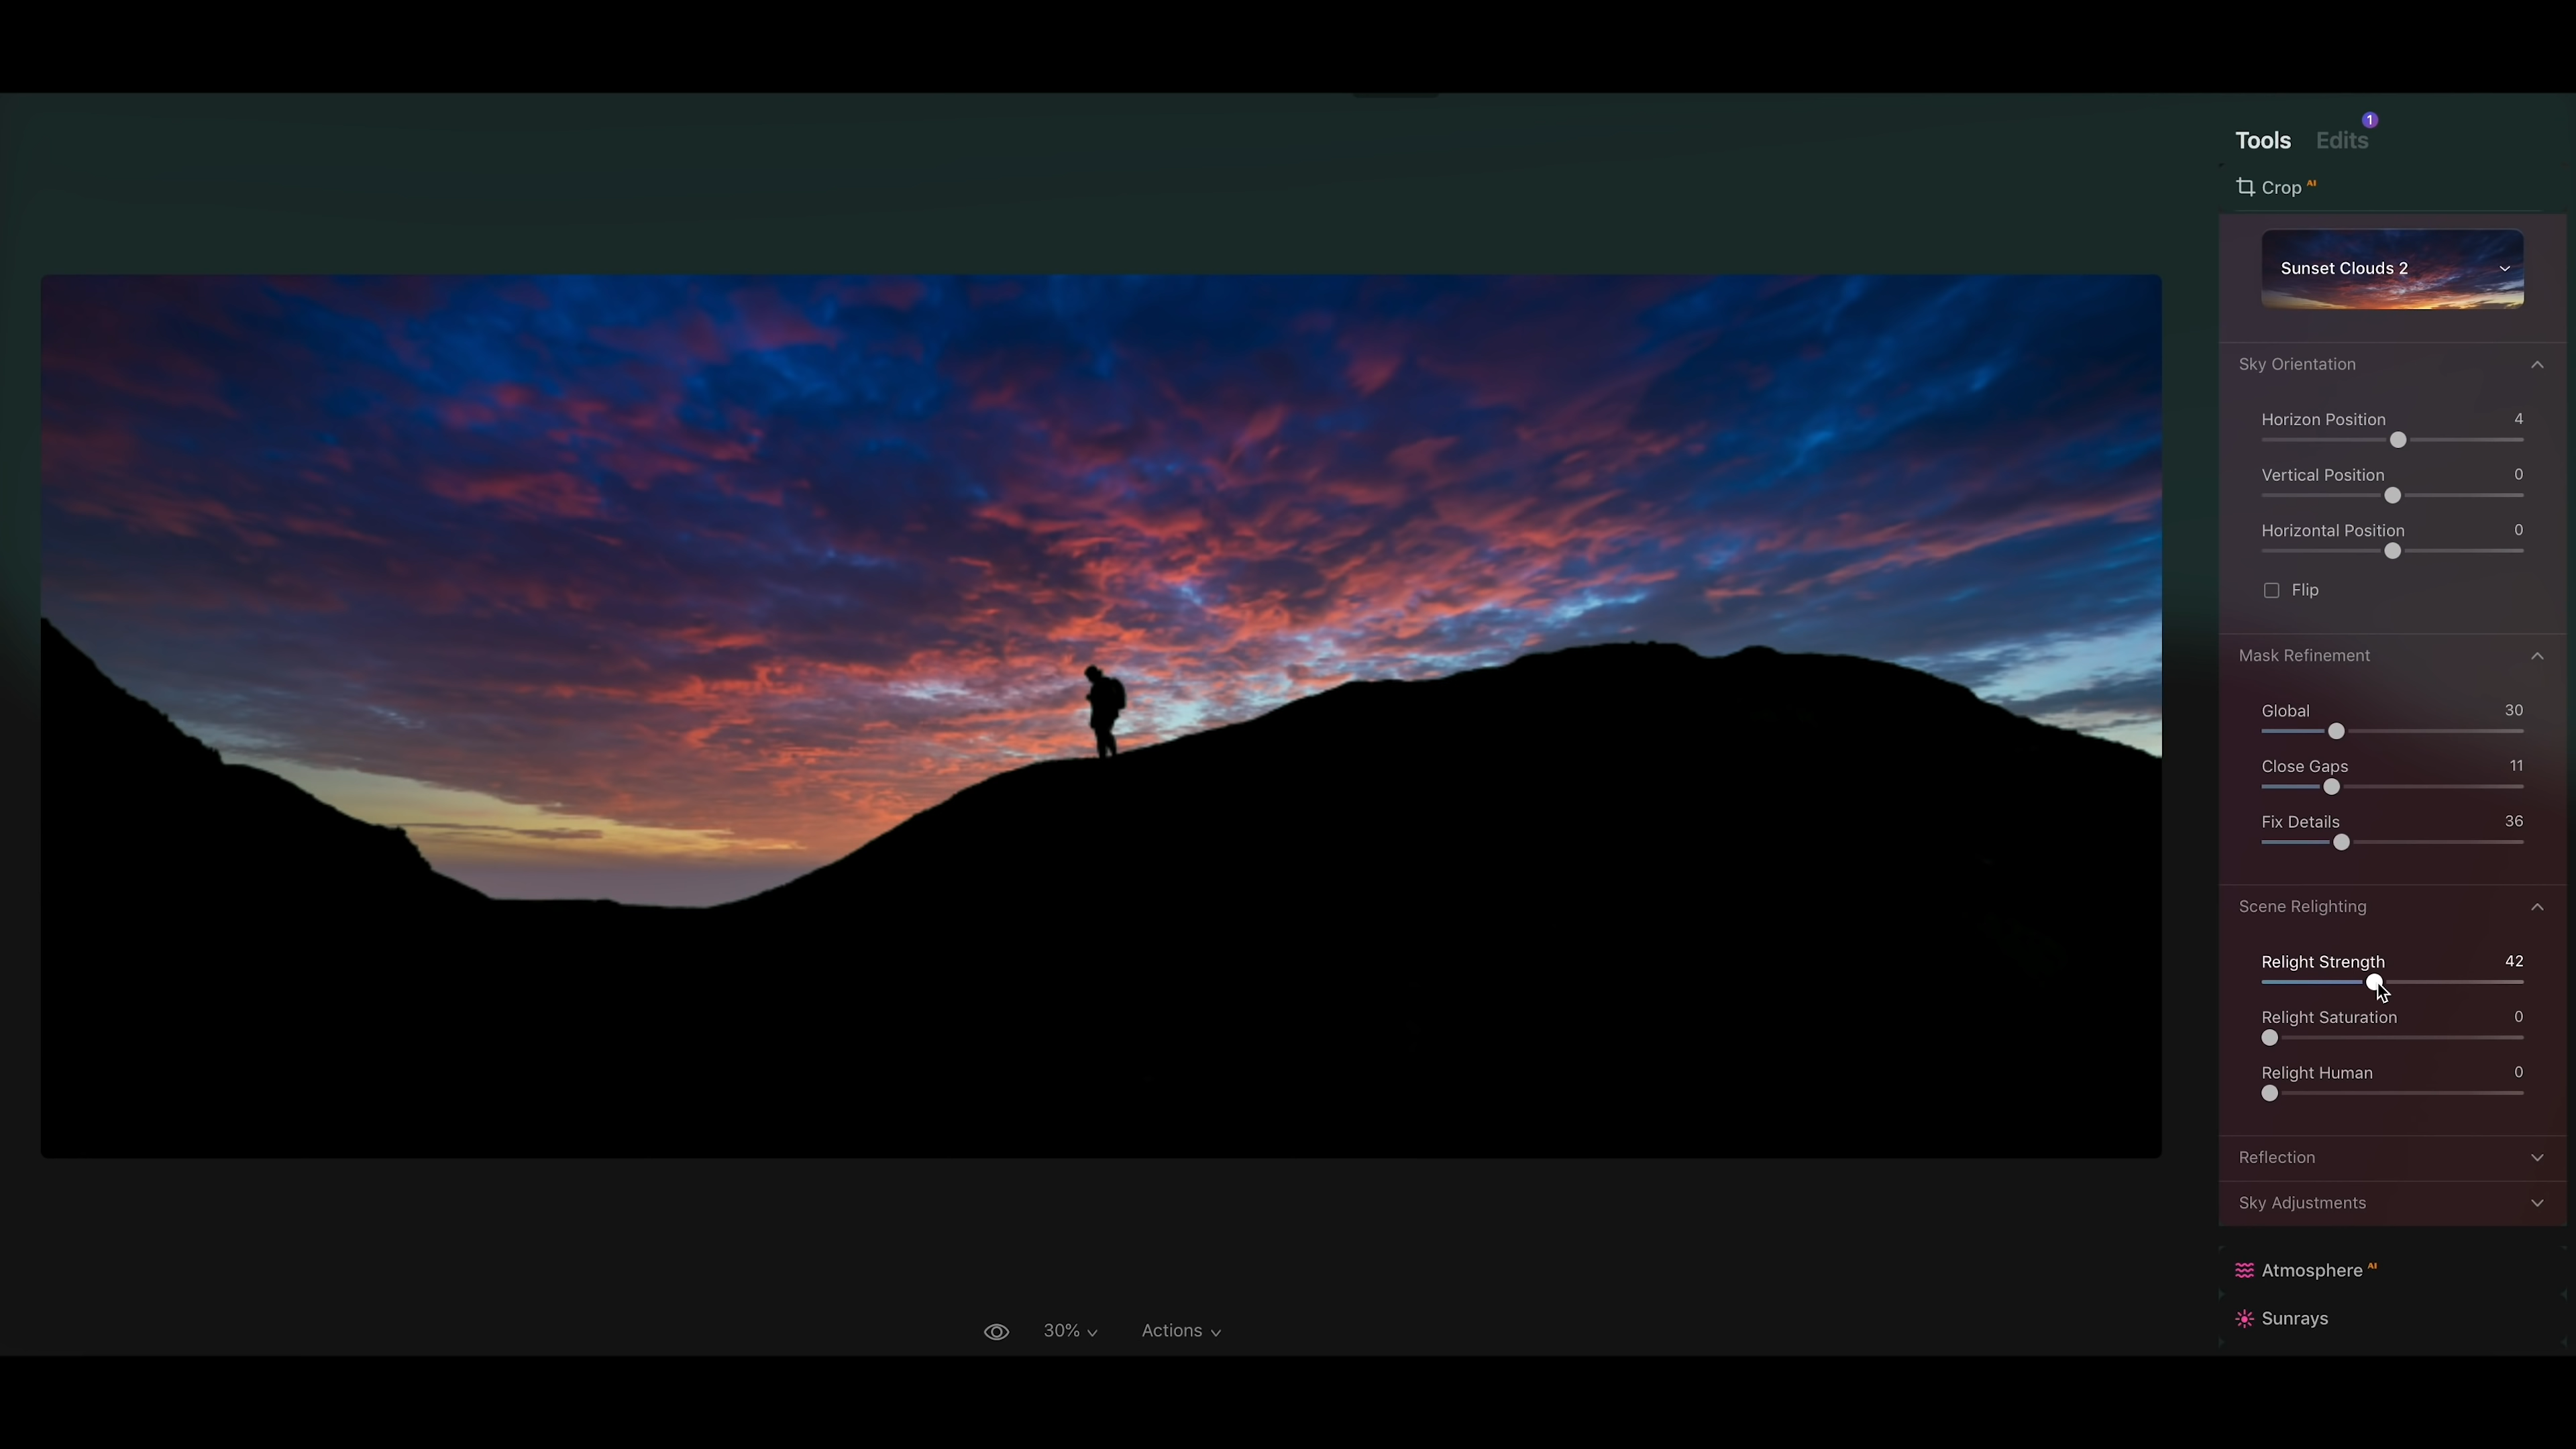 Tools Edits 1
Crop AI
Sunset Clouds 2
Sky Orientation
Horizon Position 4
Vertical Position 0
Horizontal Position 0
Flip
Mask Refinement
Global 30
Close Gaps 11
Fix Details 36
Scene Relighting
Relight Strength 42
Relight Saturation 0
Relight Human 0
Reflection
Sky Adjustments
Atmosphere AI
Sunrays
30% Actions